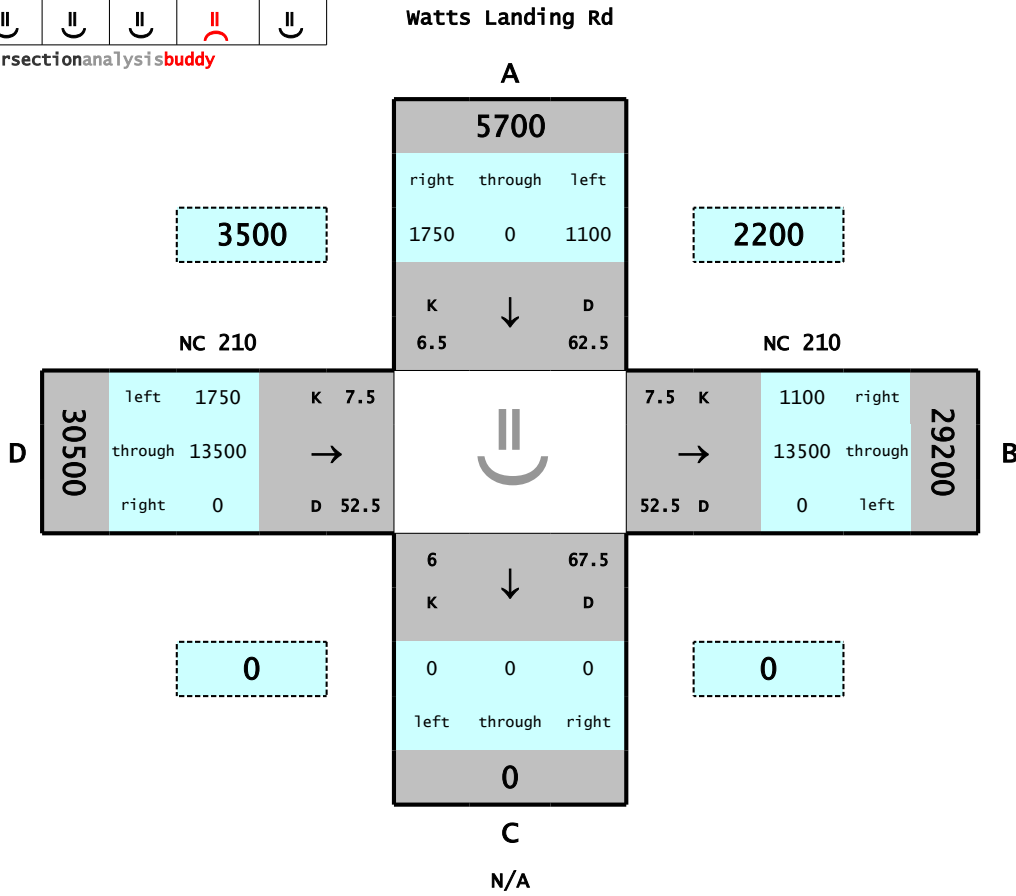 Watts Landing Rd
rsectionanalysisbuddy
A
5700
right through left
3500
1750 0 1100
2200
K D
6.5 62.5
NC 210
NC 210
left 1750 K 7.5
7.5 K 1100 right
D 30500
through 13500
13500 through
29200 B
right 0 D 52.5
52.5 D 0 left
6 67.5
K D
0
0 0 0
0
left through right
0
C
N/A